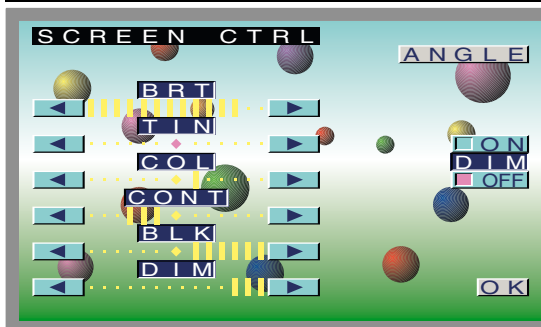 SCREEN CTRL
ANGLE
BRT
TIN
COL
CONT
BLK
DIM
ON
DIM
OFF
OK